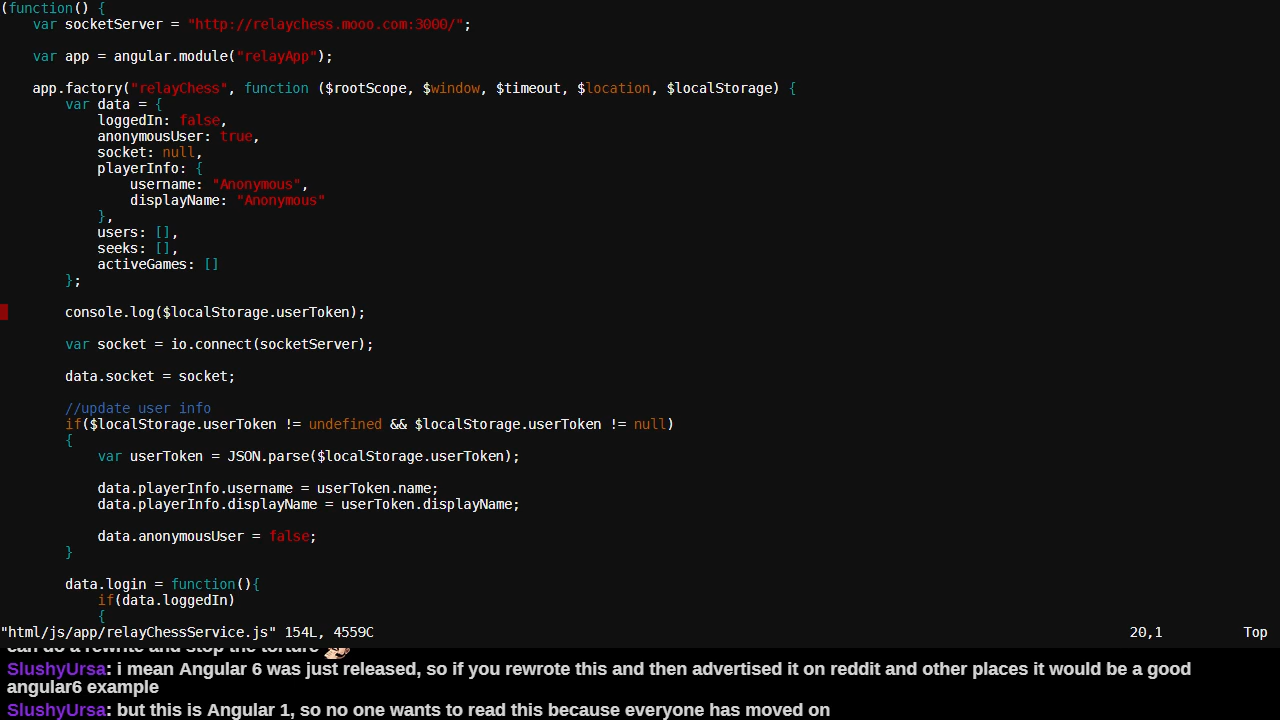 (function() {
    var socketServer = "http://relaychess.mooo.com:3000/";
    var app = angular.module("relayApp");
    app.factory("relayChess", function ($rootScope, $window, $timeout, $location, $localStorage) {
        var data = {
            loggedIn: false,
            anonymousUser: true,
            socket: null,
            playerInfo: {
                username: "Anonymous",
                displayName: "Anonymous"
            },
            users: [],
            seeks: [],
            activeGames: []
        };
        console.log($localStorage.userToken);
        var socket = io.connect(socketServer);
        data.socket = socket;
        //update user info
        if($localStorage.userToken != undefined && $localStorage.userToken != null)
        {
            var userToken = JSON.parse($localStorage.userToken);
            data.playerInfo.username = userToken.name;
            data.playerInfo.displayName = userToken.displayName;
            data.anonymousUser = false;
        }
        data.login = function(){
            if(data.loggedIn)
            {
"html/js/app/relayChessService.js" 154L, 4559C 20,1 Top
can do a rewrite and stop the torture
SlushyUrsa: i mean Angular 6 was just released, so if you rewrote this and then advertised it on reddit and other places it would be a good
angular6 example
SlushyUrsa: but this is Angular 1, so no one wants to read this because everyone has moved on